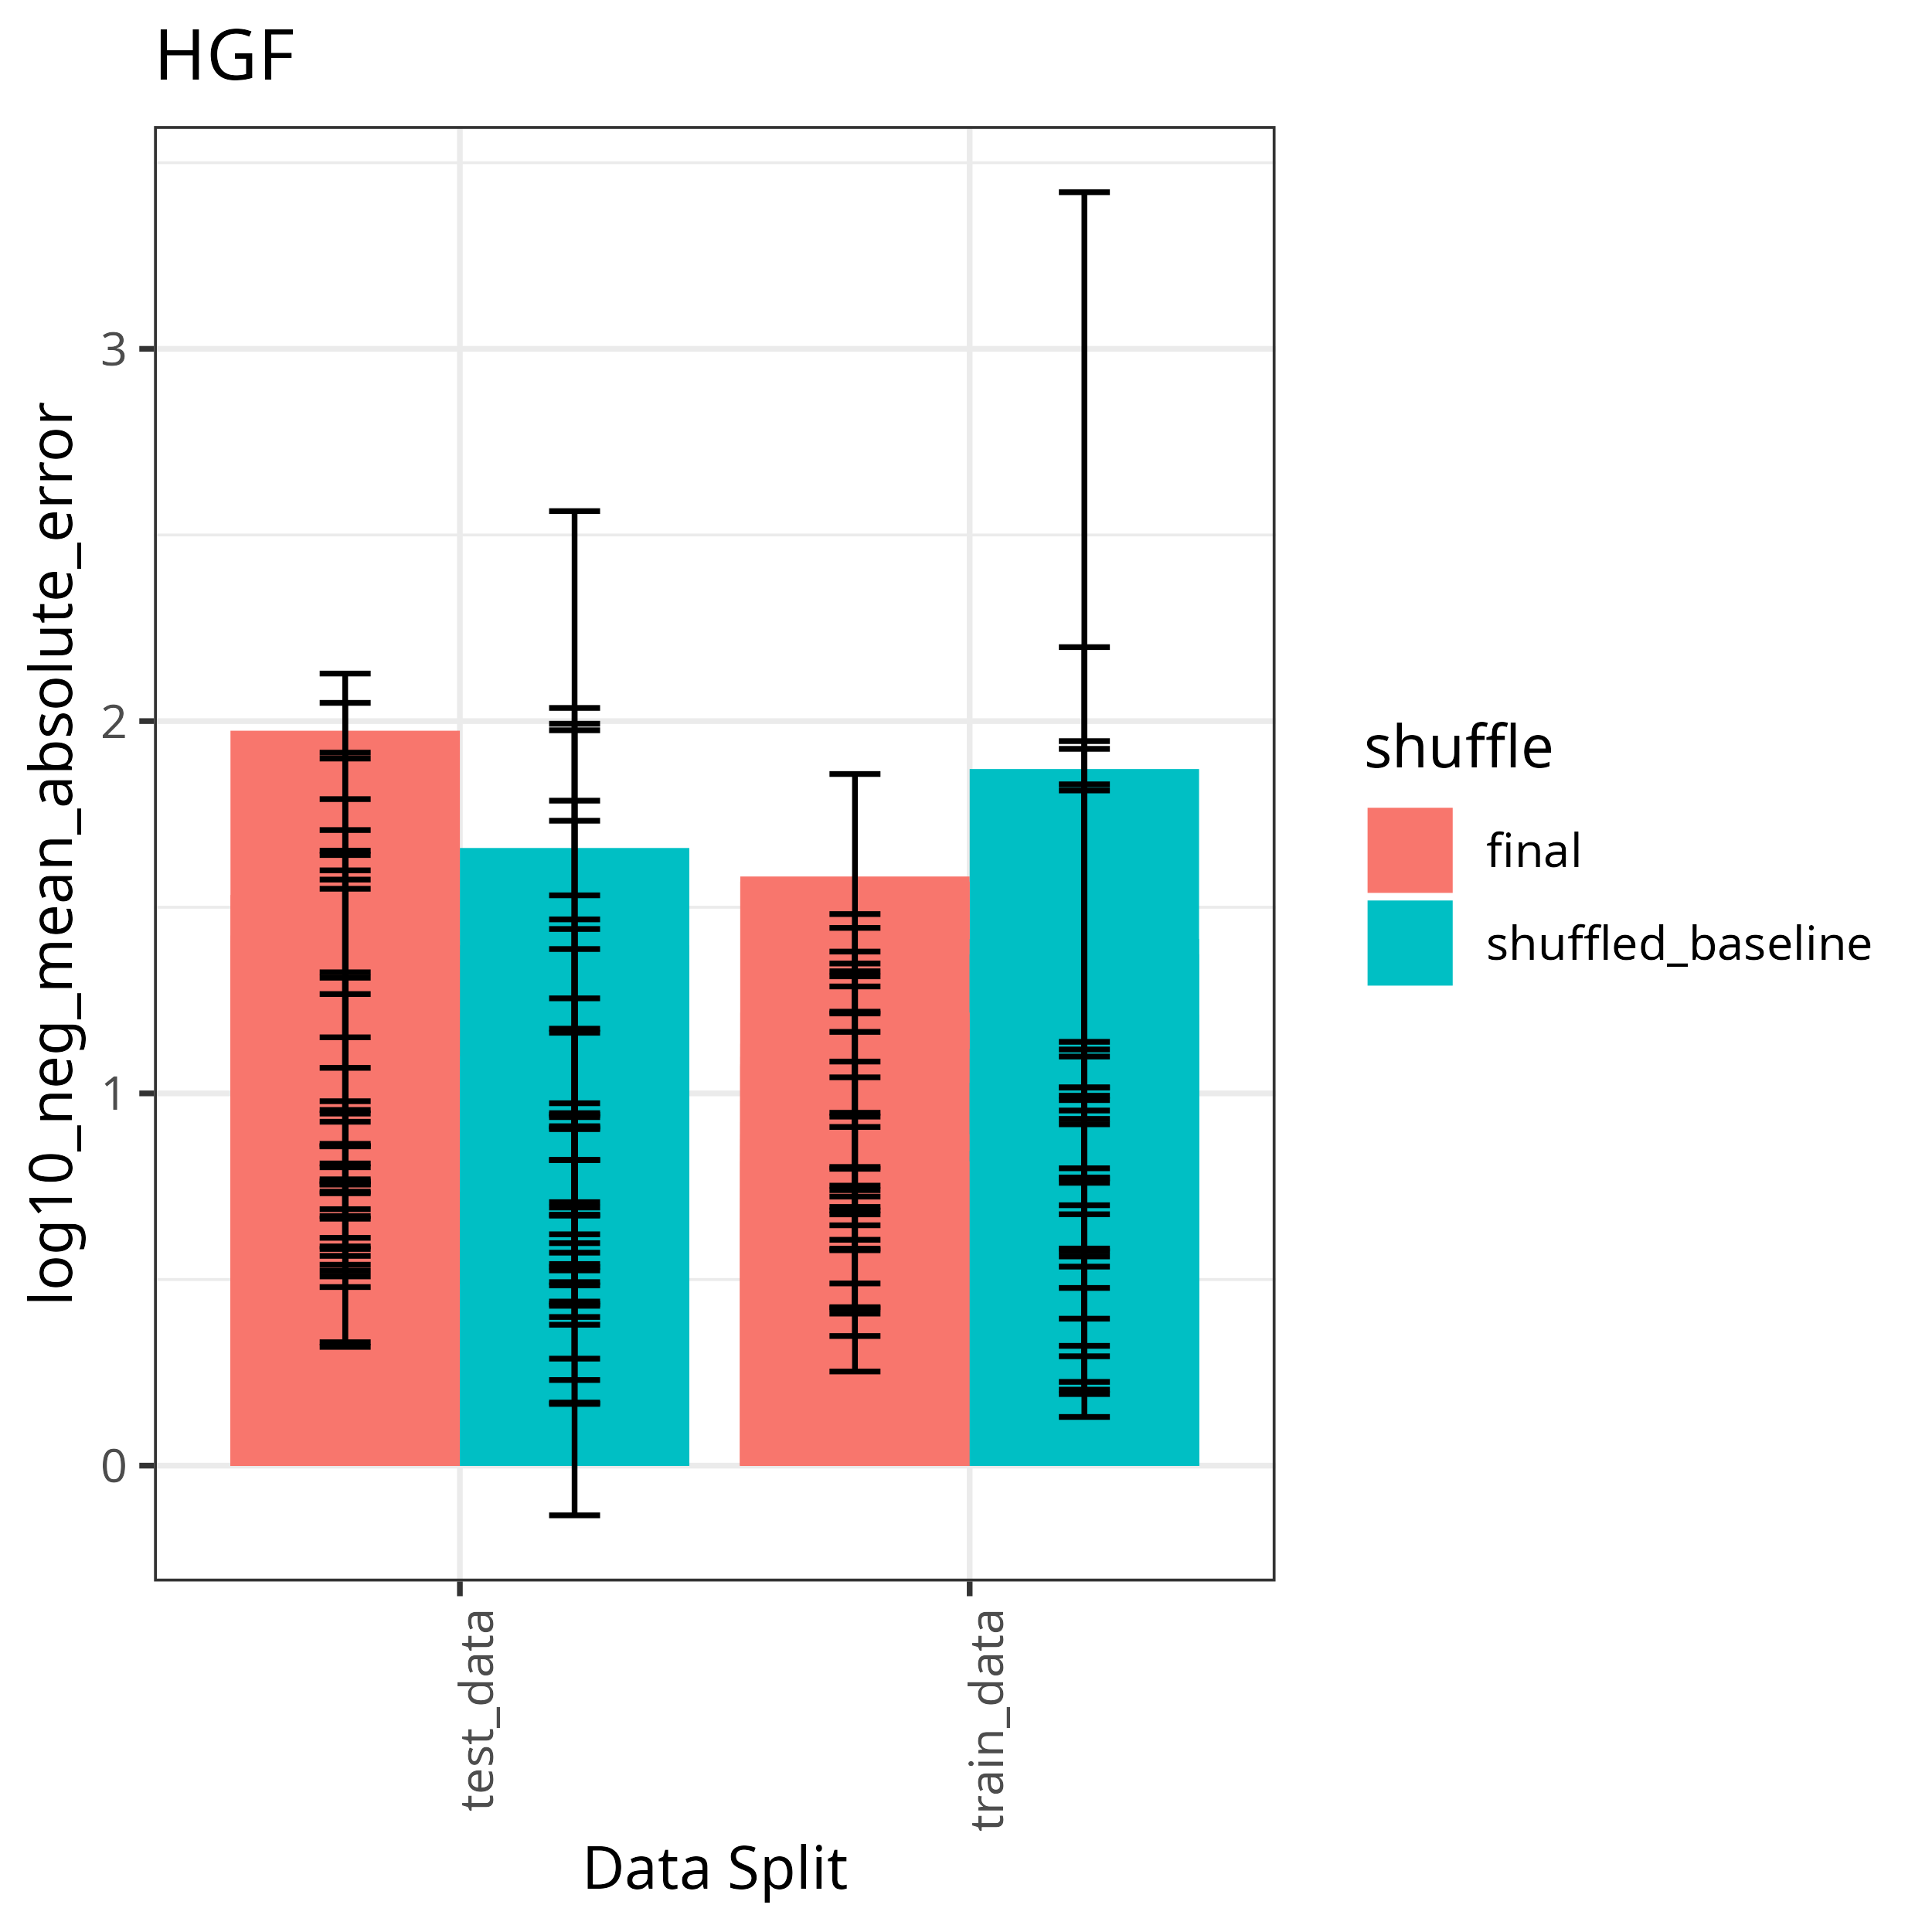 HGF
log10_neg_mean_absolute_error
3
2
1
0
test_data
train_data
Data Split
shuffle
final
shuffled_baseline